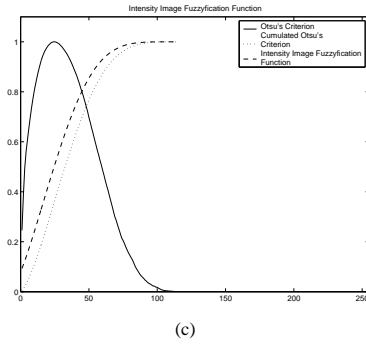 Intensity Image Fuzzyfication Function
Otsu's Criterion
Cumulated Otsu's
Criterion
Intensity Image Fuzzyfication
Function
1
0.8
0.6
0.4
0.2
0
0 50 100 150 200 250
(c)